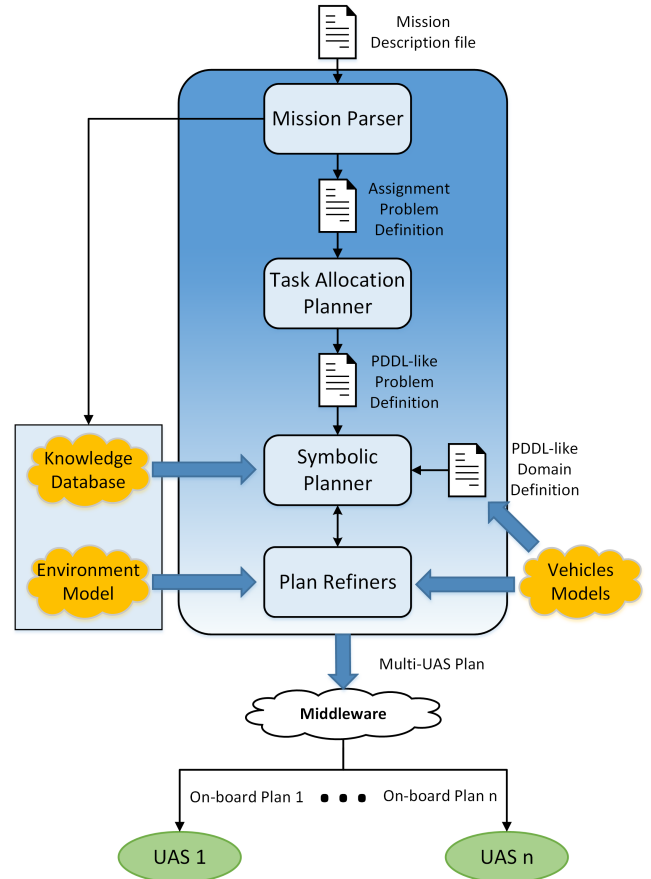 Mission
Description file
Mission Parser
Assignment
Problem
Definition
Task Allocation
Planner
PDDL-like
Problem
Definition
Knowledge
Database
Symbolic
Planner
PDDL-like
Domain
Definition
Environment
Model
Plan Refiners
Vehicles
Models
Multi-UAS Plan
Middleware
On-board Plan 1
On-board Plan n
UAS 1
UAS n